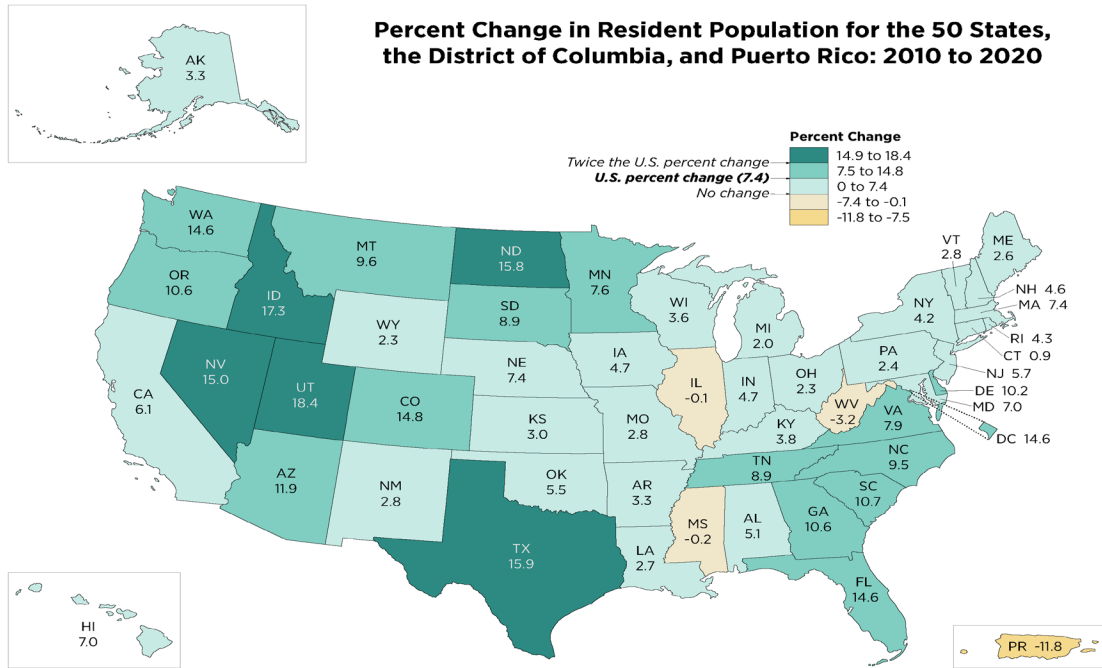 Percent Change in Resident Population for the 50 States,
the District of Columbia, and Puerto Rico: 2010 to 2020
AK
3.3
Percent Change
Twice the U.S. percent change
14.9 to 18.4
U.S. percent change (7.4)
7.5 to 14.8
No change
0 to 7.4
-7.4 to -0.1
-11.8 to -7.5
WA
14.6
OR
10.6
ID
17.3
MT
9.6
ND
15.8
SD
8.9
MN
7.6
WI
3.6
MI
2.0
VT
2.8
ME
2.6
NH 4.6
MA 7.4
NY
4.2
RI 4.3
CT 0.9
NJ 5.7
PA
2.4
DE 10.2
MD 7.0
DC 14.6
WY
2.3
NE
7.4
IA
4.7
IL
-0.1
IN
4.7
OH
2.3
WV
-3.2
VA
7.9
NV
15.0
UT
18.4
CO
14.8
CA
6.1
KS
3.0
MO
2.8
KY
3.8
NC
9.5
TN
8.9
SC
10.7
AZ
11.9
NM
2.8
OK
5.5
AR
3.3
MS
-0.2
AL
5.1
GA
10.6
TX
15.9
LA
2.7
FL
14.6
HI
7.0
PR -11.8